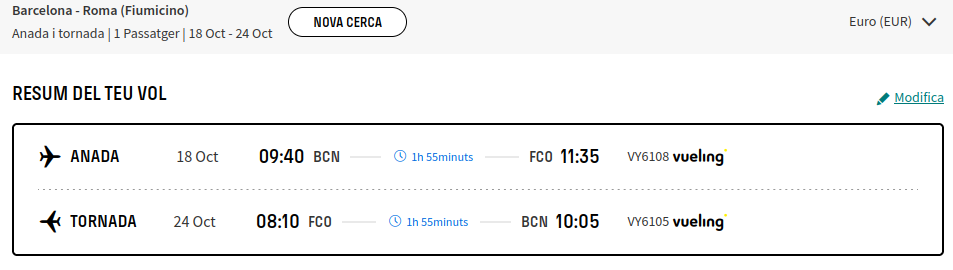 Barcelona - Roma (Fiumicino)
Anada i tornada | 1 Passatger | 18 Oct - 24 Oct
NOVA CERCA
Euro (EUR)
RESUM DEL TEU VOL
Modifica
ANADA 18 Oct 09:40 BCN 1h 55minuts FCO 11:35 VY6108 vueling
TORNADA 24 Oct 08:10 FCO 1h 55minuts BCN 10:05 VY6105 vueling